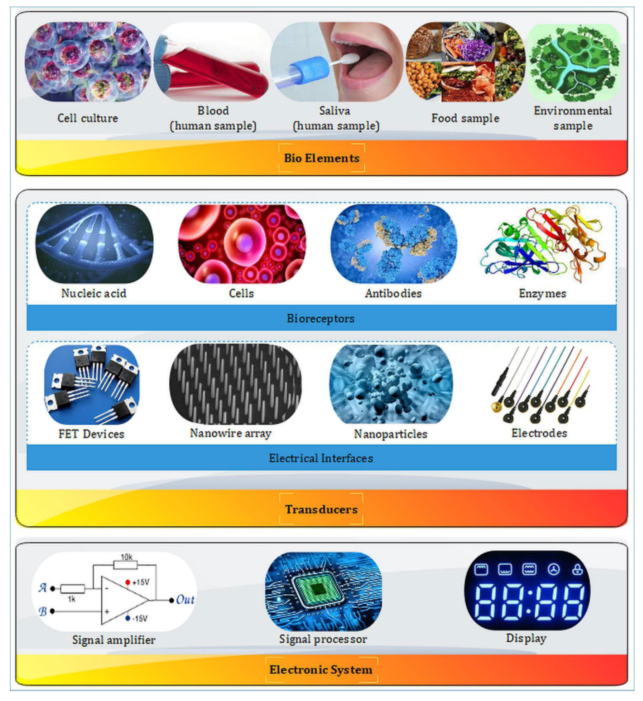 Cell culture
Blood
(human sample)
Saliva
(human sample)
Food sample
Environmental
sample
Bio Elements
Nucleic acid
Cells
Antibodies
Enzymes
Bioreceptors
FET Devices
Nanowire array
Nanoparticles
Electrodes
Electrical Interfaces
Transducers
10k
+15V
A
1k
-
Out
B
+
-15V
88:88
Signal amplifier
Signal processor
Display
Electronic System